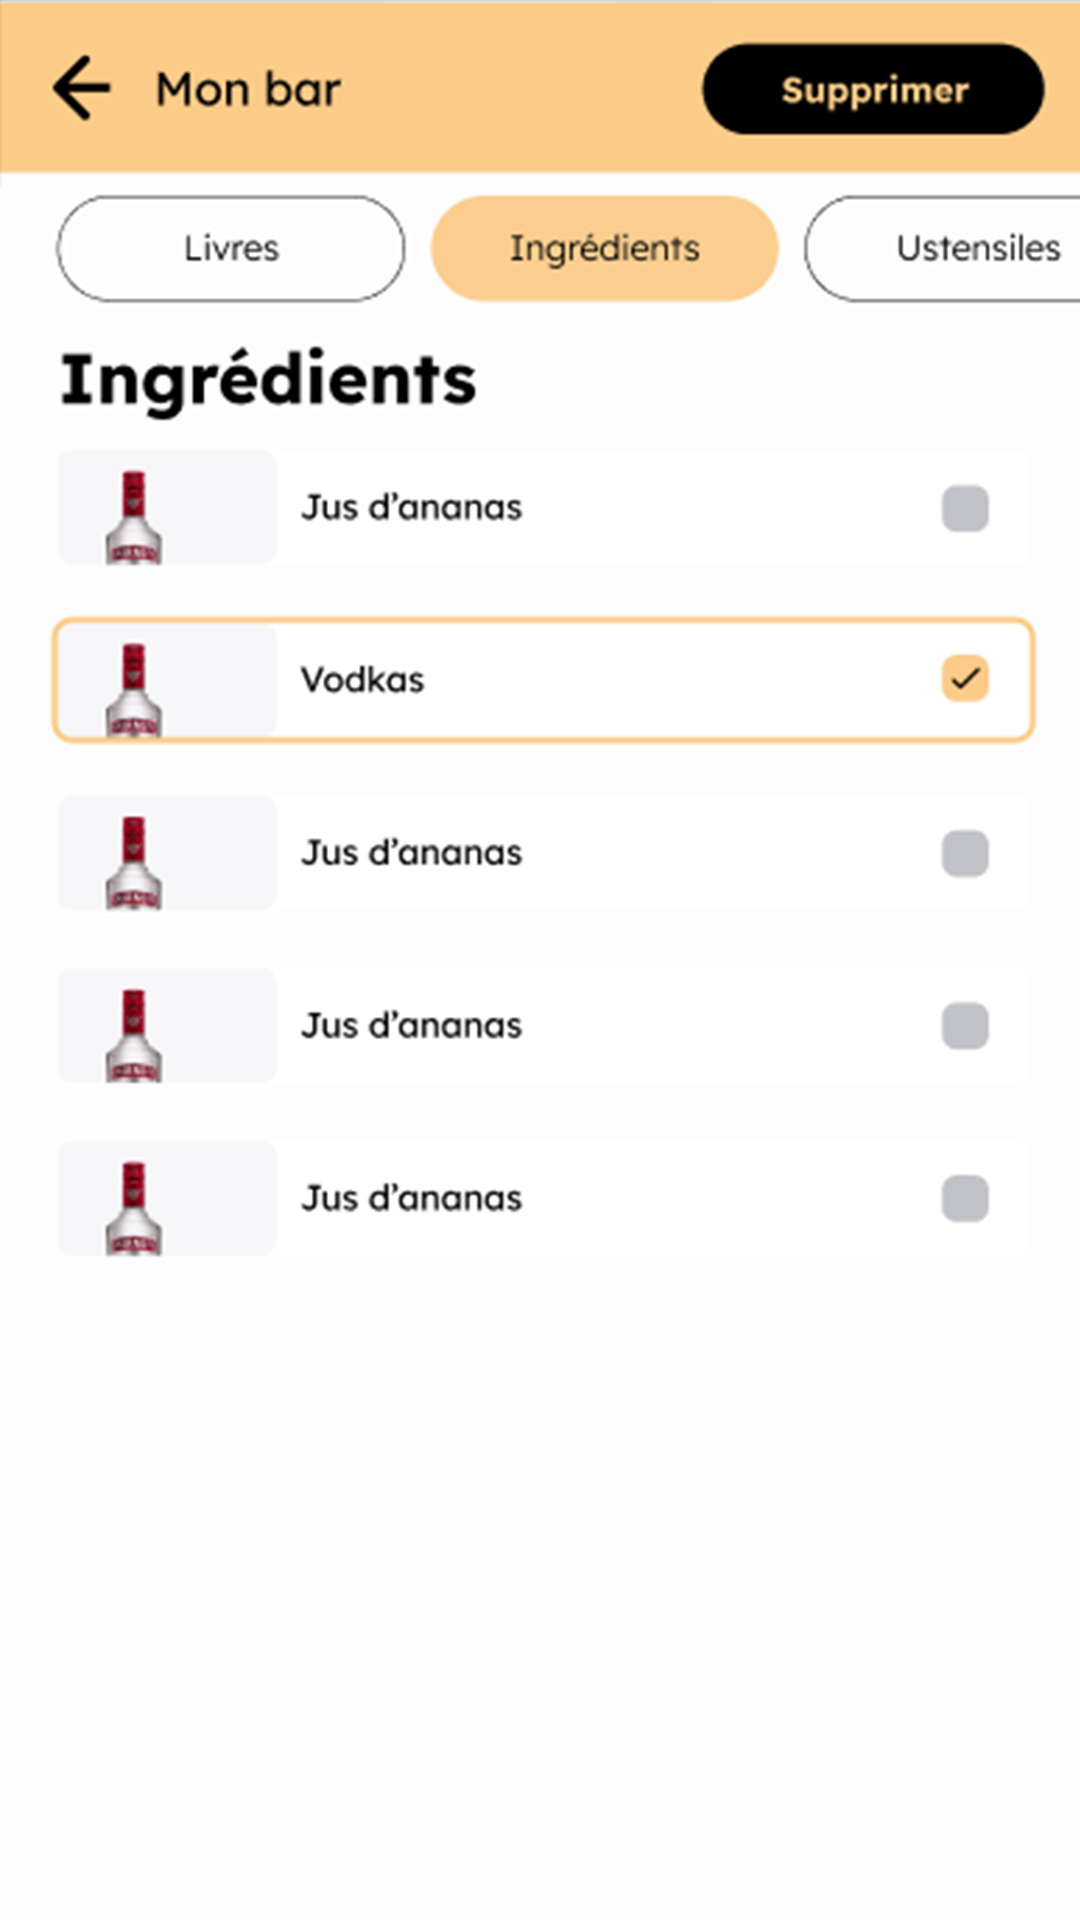 Mon bar
Supprimer
Livres
Ingrédients
Ustensiles
Ingrédients
Jus d’ananas
Vodkas
Jus d’ananas
Jus d’ananas
Jus d’ananas